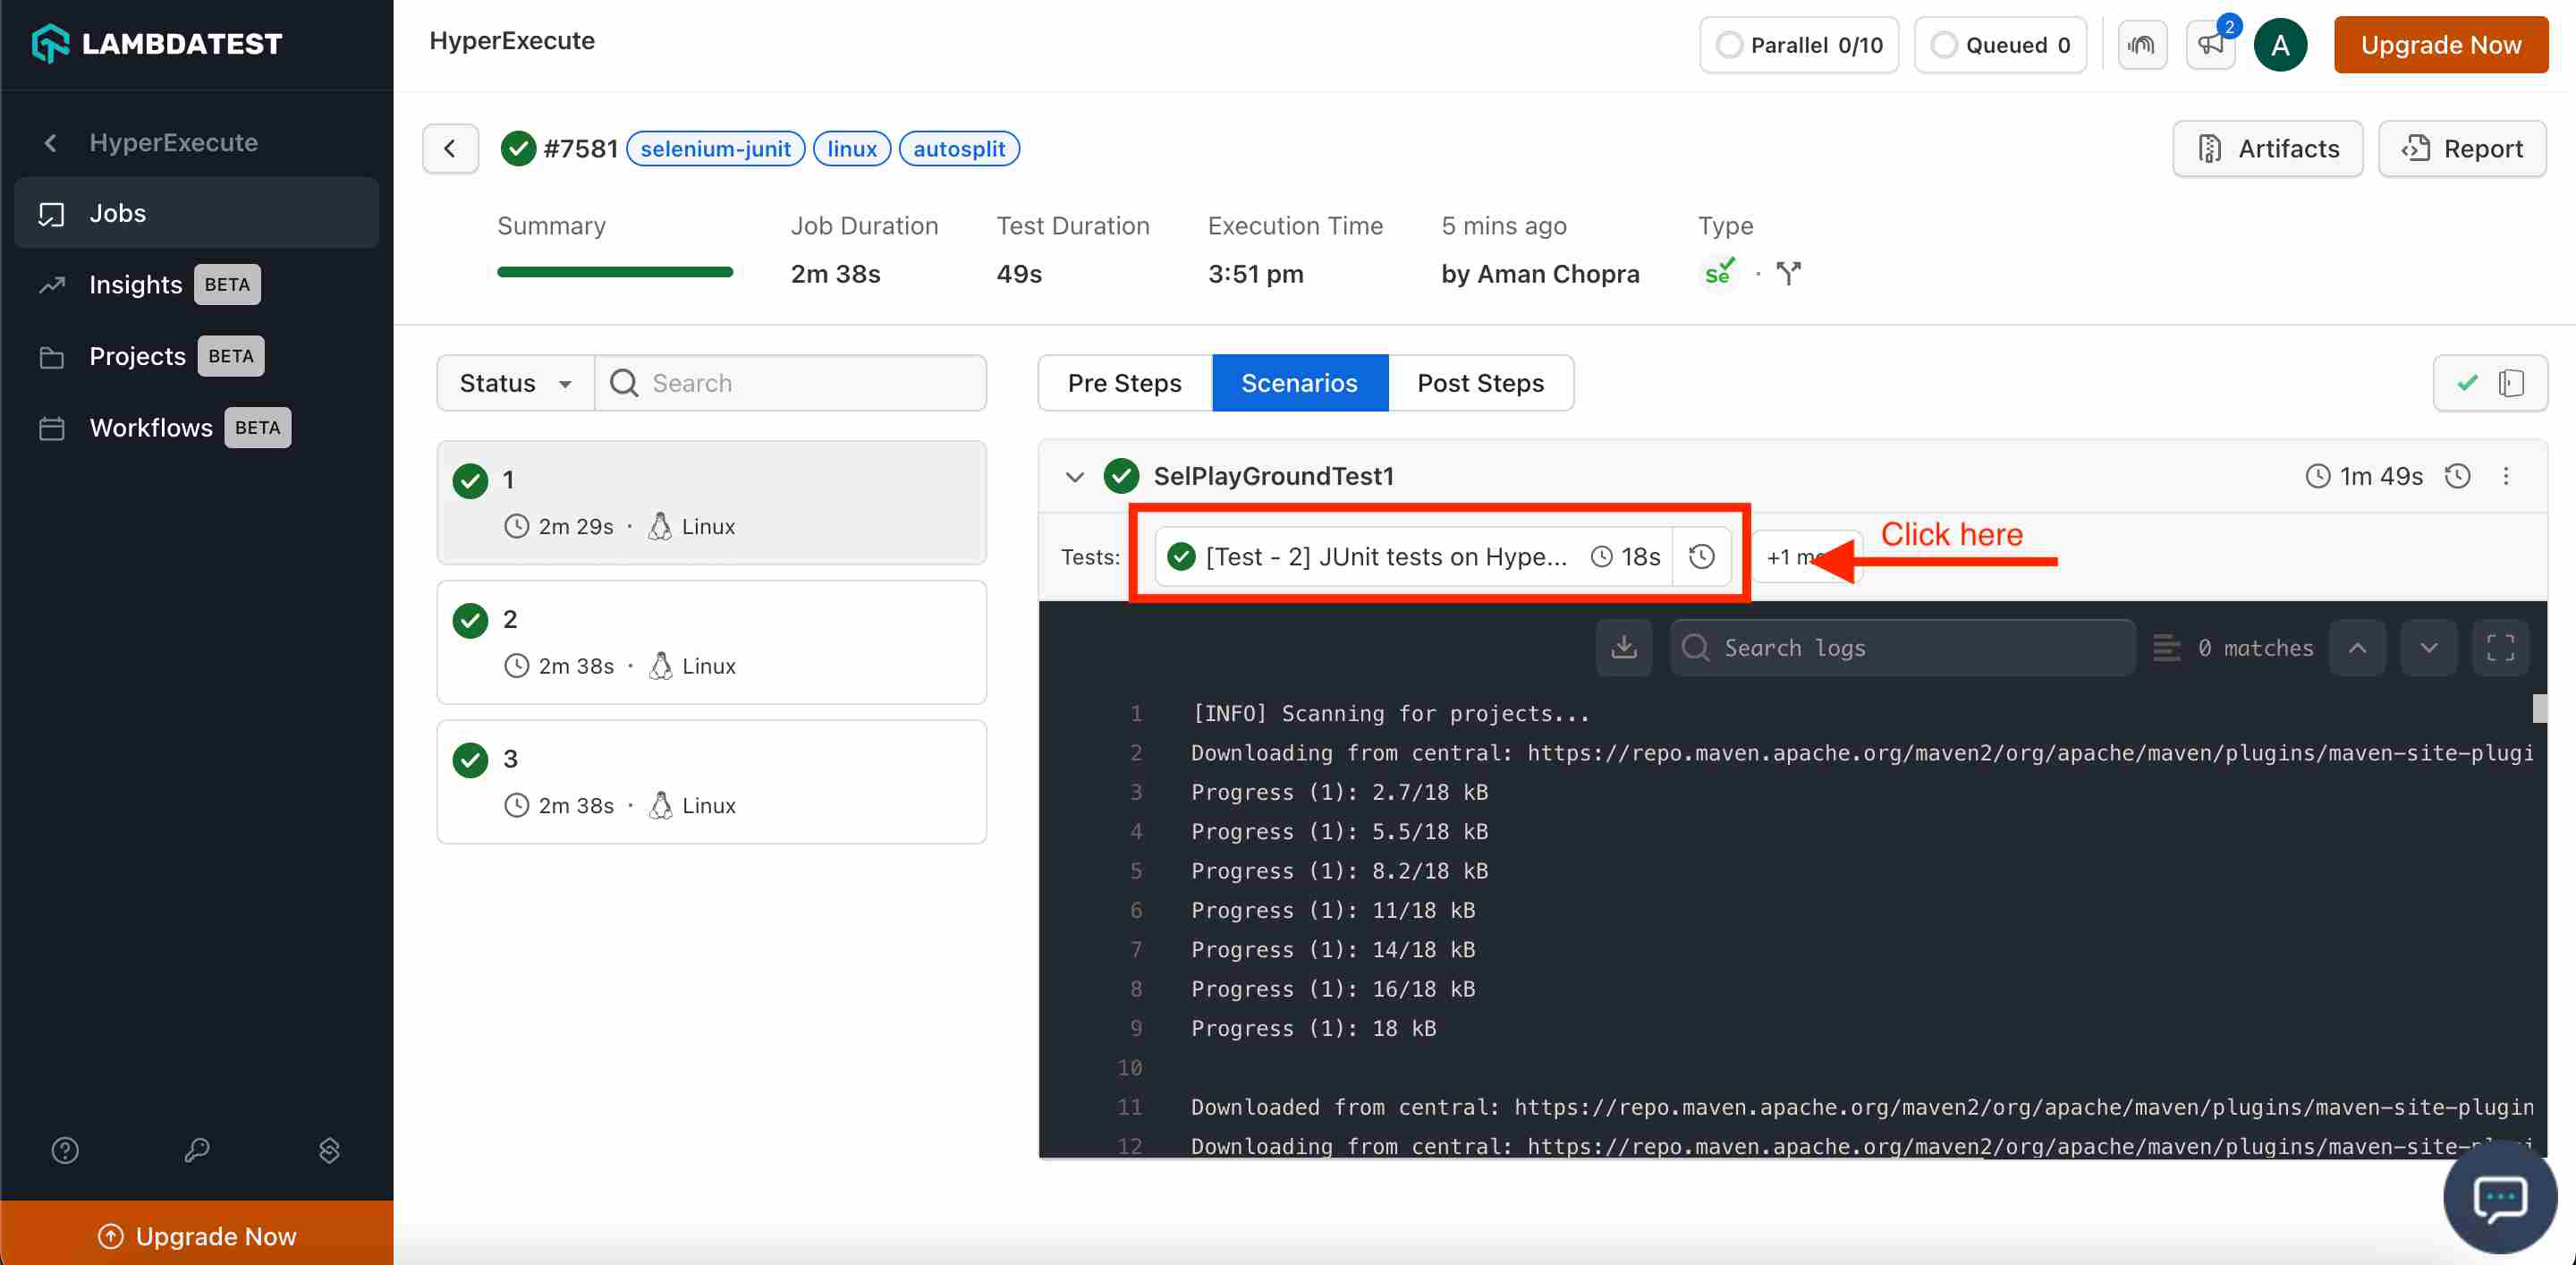 LAMBDATEST
HyperExecute
Parallel 0/10
Queued 0
2
A
Upgrade Now
HyperExecute
Jobs
Insights BETA
Projects BETA
Workflows BETA
Upgrade Now
#7581 selenium-junit linux autosplit
Artifacts
Report
Summary
Job Duration
2m 38s
Test Duration
49s
Execution Time
3:51 pm
5 mins ago
by Aman Chopra
Type
se
Status
Search
1
2m 29s · Linux
2
2m 38s · Linux
3
2m 38s · Linux
Pre Steps
Scenarios
Post Steps
SelPlayGroundTest1
1m 49s
Tests: [Test - 2] JUnit tests on Hype... 18s
+1
Click here
Search logs
0 matches
1 [INFO] Scanning for projects...
2 Downloading from central: https://repo.maven.apache.org/maven2/org/apache/maven/plugins/maven-site-plugi
3 Progress (1): 2.7/18 kB
4 Progress (1): 5.5/18 kB
5 Progress (1): 8.2/18 kB
6 Progress (1): 11/18 kB
7 Progress (1): 14/18 kB
8 Progress (1): 16/18 kB
9 Progress (1): 18 kB
10
11 Downloaded from central: https://repo.maven.apache.org/maven2/org/apache/maven/plugins/maven-site-plugin
12 Downloading from central: https://repo.maven.apache.org/maven2/org/apache/maven/plugins/maven-site-